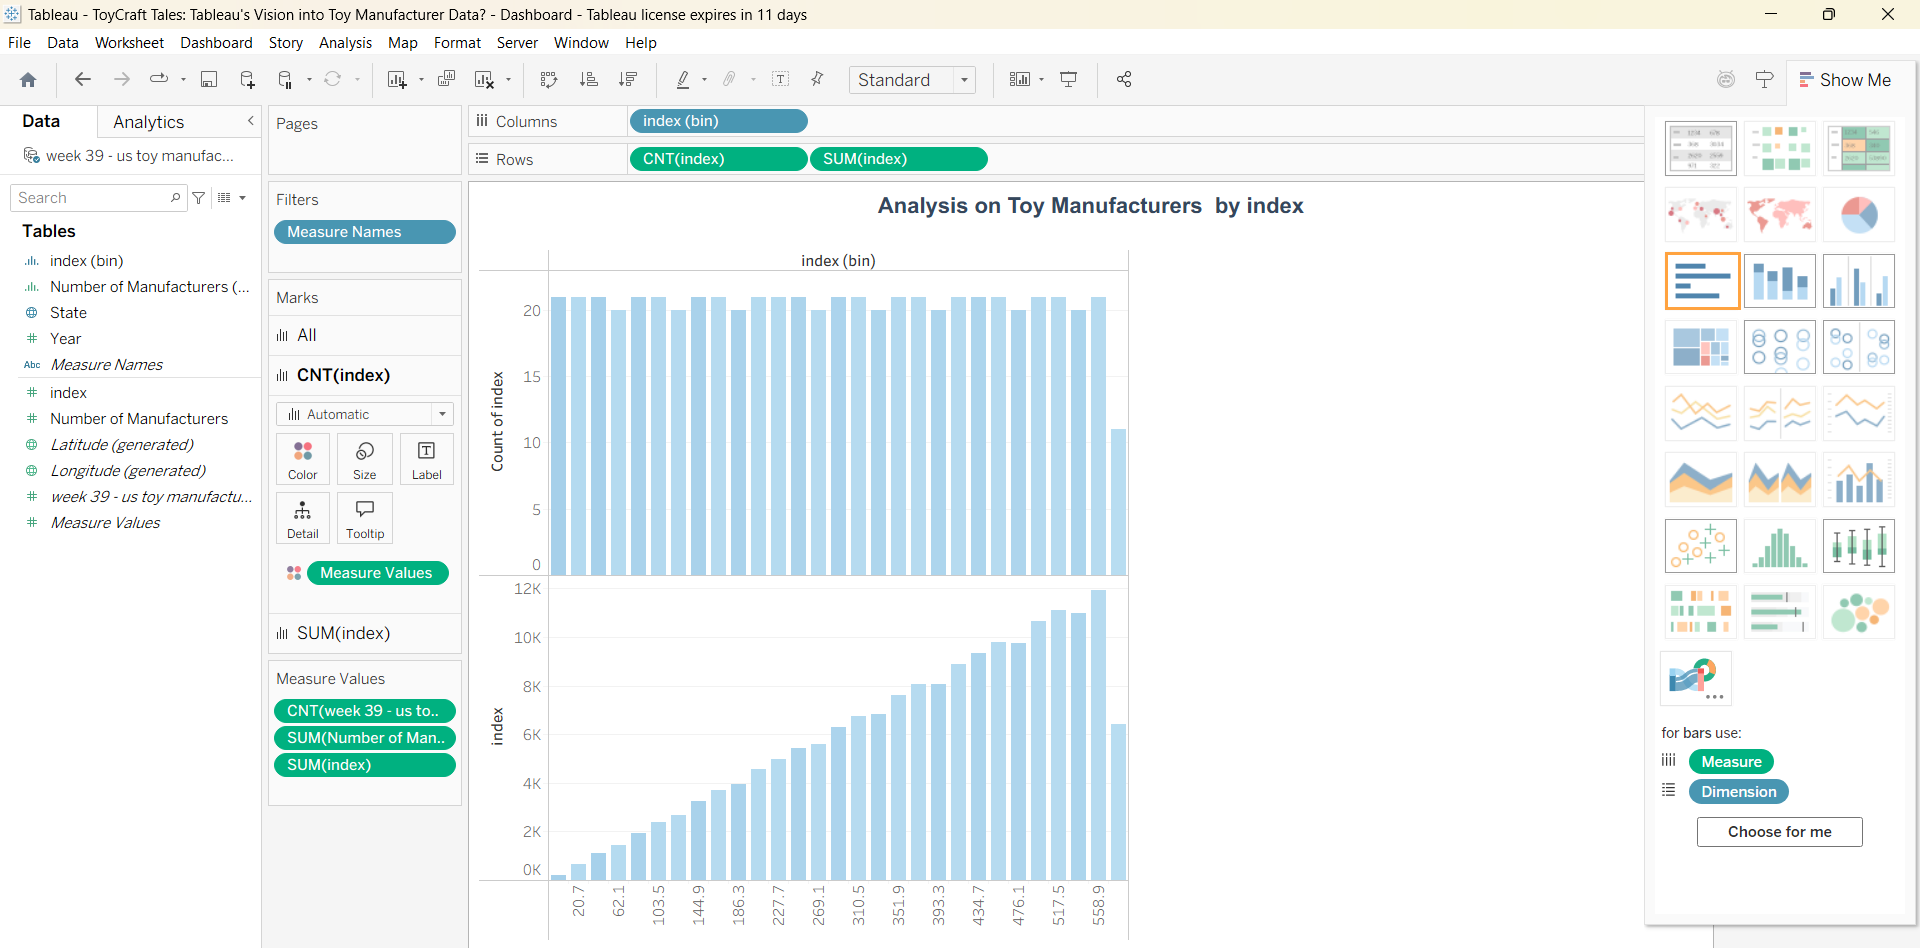 Tableau - ToyCraft Tales: Tableau's Vision into Toy Manufacturer Data? - Dashboard - Tableau license expires in 11 days
File Data Worksheet Dashboard Story Analysis Map Format Server Window Help
Standard
Show Me
Data
Analytics
week 39 - us toy manufac...
Search
Tables
index (bin)
Number of Manufacturers (...
State
Year
Abc Measure Names
index
Number of Manufacturers
Latitude (generated)
Longitude (generated)
week 39 - us toy manufactu...
Measure Values
Pages
Filters
Measure Names
Marks
All
CNT(index)
Automatic
Color
Size
Label
Detail
Tooltip
Measure Values
SUM(index)
Measure Values
CNT(week 39 - us to..
SUM(Number of Man..
SUM(index)
Columns
index (bin)
Rows
CNT(index)
SUM(index)
Analysis on Toy Manufacturers  by index
index (bin)
Count of index
20
15
10
5
0
index
12K
10K
8K
6K
4K
2K
0K
20.7
62.1
103.5
144.9
186.3
227.7
269.1
310.5
351.9
393.3
434.7
476.1
517.5
558.9
for bars use:
Measure
Dimension
Choose for me